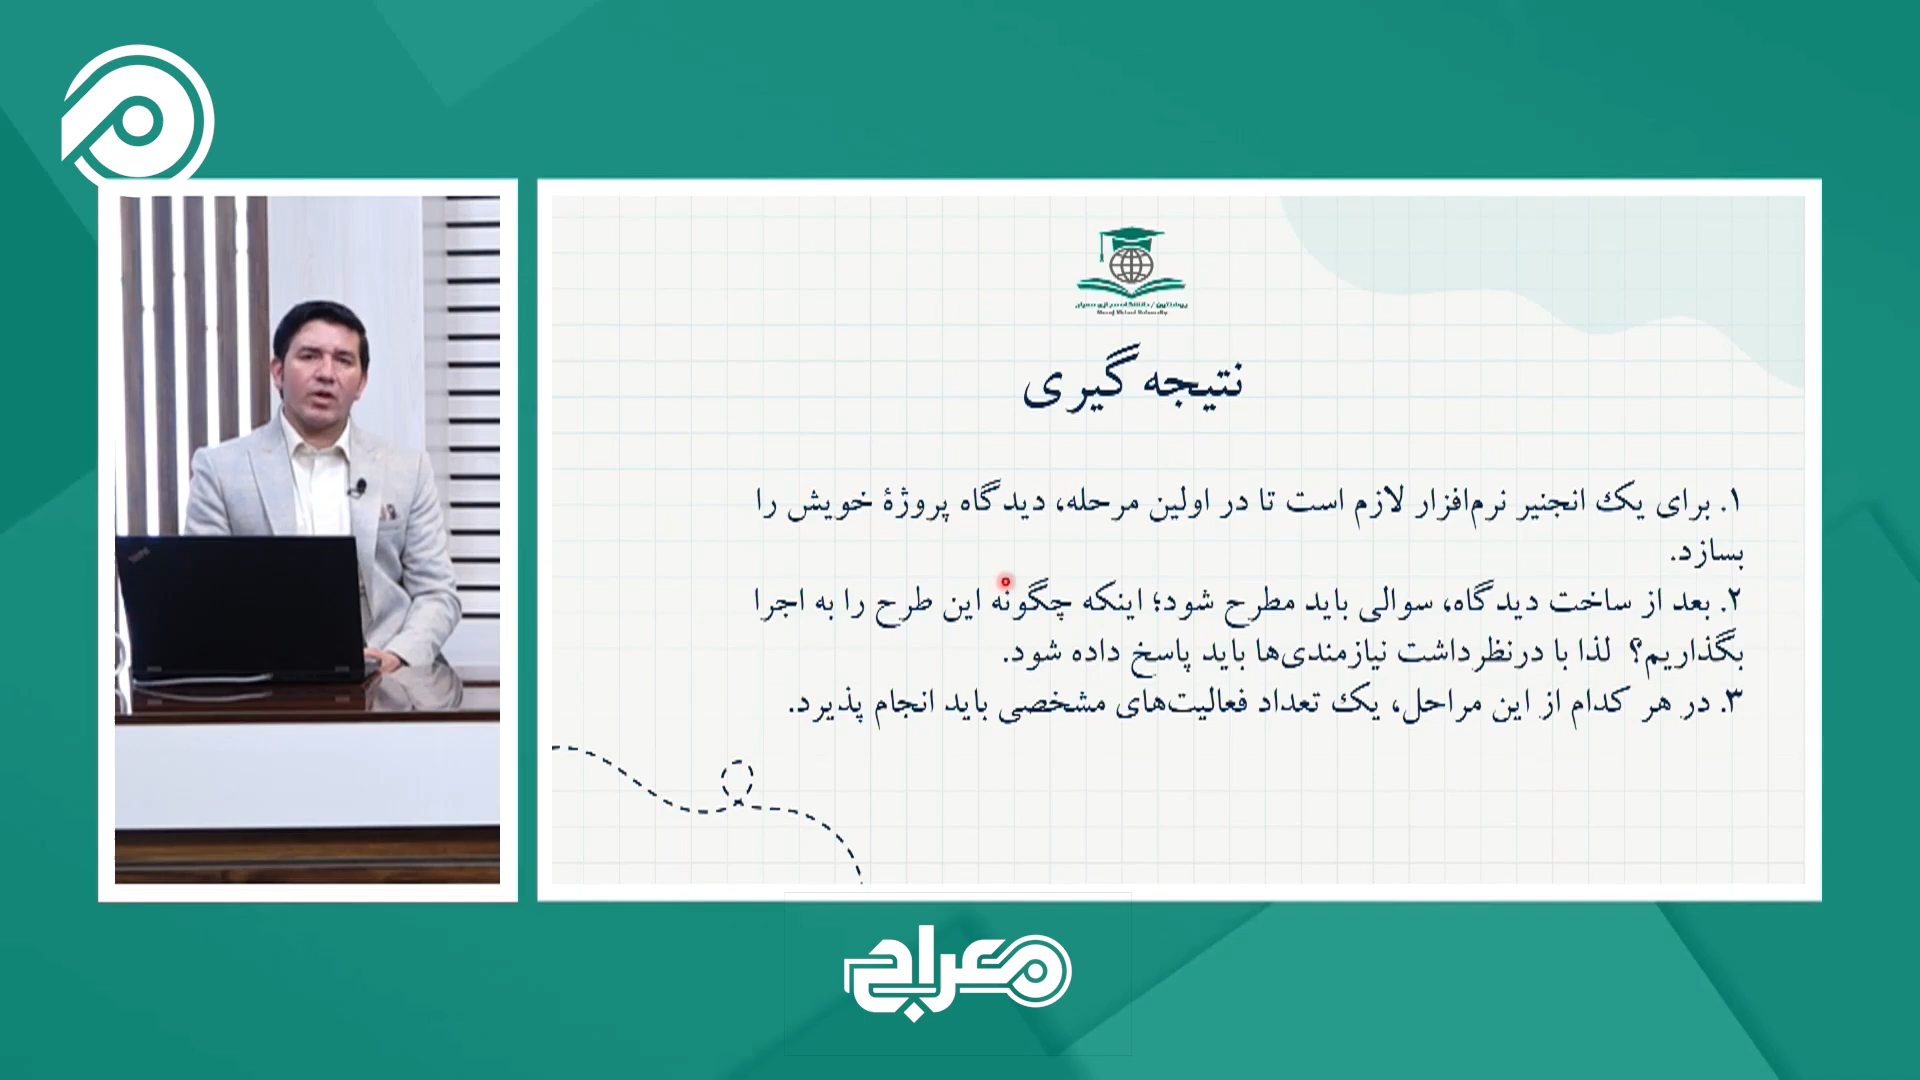 نتیجه گیری
۱. برای یک انجنیر نرم‌افزار لازم است تا در اولین مرحله، دیدگاه پروژۀ خویش را
بسازد.
۲. بعد از ساخت دیدگاه، سوالی باید مطرح شود؛ اینکه چگونه این طرح را به اجرا
بگذاریم؟ لذا با درنظرداشت نیازمندی‌ها باید پاسخ داده شود.
۳. در هر کدام از این مراحل، یک تعداد فعالیت‌های مشخصی باید انجام پذیرد.
معراج